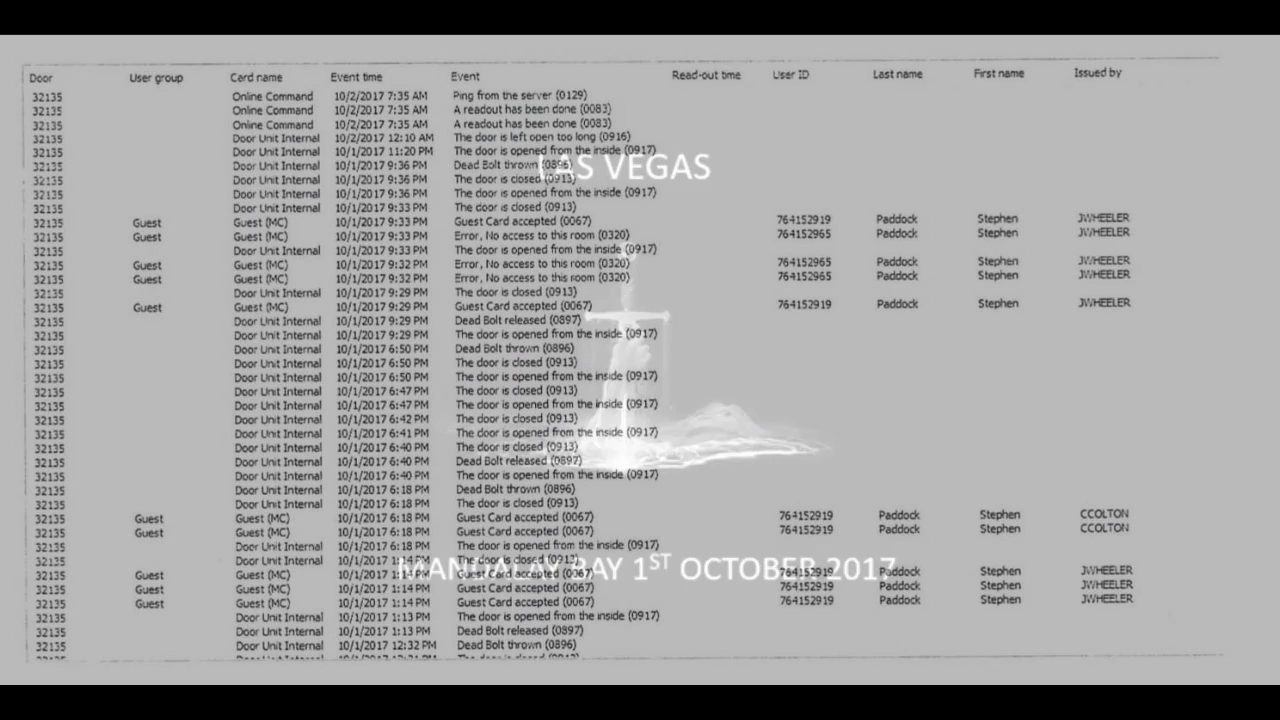 Door User group Card name Event time Event Read-out time User ID Last name First name Issued by
32135 Online Command 10/2/2017 7:35 AM Ping from the server (0129)
32135 Online Command 10/2/2017 7:35 AM A readout has been done (0083)
32135 Online Command 10/2/2017 7:35 AM A readout has been done (0083)
32135 Door Unit Internal 10/2/2017 12:10 AM The door is left open too long (0916)
32135 Door Unit Internal 10/1/2017 11:20 PM The door is opened from the inside (0917)
32135 Door Unit Internal 10/1/2017 9:36 PM Dead Bolt thrown (0896)
LAS VEGAS
32135 Door Unit Internal 10/1/2017 9:36 PM The door is closed (0913)
32135 Door Unit Internal 10/1/2017 9:36 PM The door is opened from the inside (0917)
32135 Door Unit Internal 10/1/2017 9:33 PM The door is closed (0913)
32135 Guest Guest (MC) 10/1/2017 9:33 PM Guest Card accepted (0067) 764152919 Paddock Stephen JWHEELER
32135 Guest Guest (MC) 10/1/2017 9:33 PM Error, No access to this room (0320) 764152965 Paddock Stephen JWHEELER
32135 Door Unit Internal 10/1/2017 9:33 PM The door is opened from the inside (0917)
32135 Guest Guest (MC) 10/1/2017 9:32 PM Error, No access to this room (0320) 764152965 Paddock Stephen JWHEELER
32135 Guest Guest (MC) 10/1/2017 9:32 PM Error, No access to this room (0320) 764152965 Paddock Stephen JWHEELER
32135 Door Unit Internal 10/1/2017 9:29 PM The door is closed (0913)
32135 Guest Guest (MC) 10/1/2017 9:29 PM Guest Card accepted (0067) 764152919 Paddock Stephen JWHEELER
32135 Door Unit Internal 10/1/2017 9:29 PM Dead Bolt released (0897)
32135 Door Unit Internal 10/1/2017 9:29 PM The door is opened from the inside (0917)
32135 Door Unit Internal 10/1/2017 6:50 PM Dead Bolt thrown (0896)
32135 Door Unit Internal 10/1/2017 6:50 PM The door is closed (0913)
32135 Door Unit Internal 10/1/2017 6:50 PM The door is opened from the inside (0917)
32135 Door Unit Internal 10/1/2017 6:47 PM The door is closed (0913)
32135 Door Unit Internal 10/1/2017 6:47 PM The door is opened from the inside (0917)
32135 Door Unit Internal 10/1/2017 6:42 PM The door is closed (0913)
32135 Door Unit Internal 10/1/2017 6:41 PM The door is opened from the inside (0917)
32135 Door Unit Internal 10/1/2017 6:40 PM The door is closed (0913)
32135 Door Unit Internal 10/1/2017 6:40 PM Dead Bolt released (0897)
32135 Door Unit Internal 10/1/2017 6:40 PM The door is opened from the inside (0917)
32135 Door Unit Internal 10/1/2017 6:18 PM Dead Bolt thrown (0896)
32135 Door Unit Internal 10/1/2017 6:18 PM The door is closed (0913)
32135 Guest Guest (MC) 10/1/2017 6:18 PM Guest Card accepted (0067) 764152919 Paddock Stephen CCOLTON
32135 Guest Guest (MC) 10/1/2017 6:18 PM Guest Card accepted (0067) 764152919 Paddock Stephen CCOLTON
32135 Door Unit Internal 10/1/2017 6:18 PM The door is opened from the inside (0917)
32135 Door Unit Internal 10/1/2017 1:14 PM The door is closed (0913)
MANDALAY BAY 1ST OCTOBER 2017
32135 Guest Guest (MC) 10/1/2017 1:14 PM Guest Card accepted (0067) 764152919 Paddock Stephen JWHEELER
32135 Guest Guest (MC) 10/1/2017 1:14 PM Guest Card accepted (0067) 764152919 Paddock Stephen JWHEELER
32135 Guest Guest (MC) 10/1/2017 1:14 PM Guest Card accepted (0067) 764152919 Paddock Stephen JWHEELER
32135 Door Unit Internal 10/1/2017 1:13 PM The door is opened from the inside (0917)
32135 Door Unit Internal 10/1/2017 1:13 PM Dead Bolt released (0897)
32135 Door Unit Internal 10/1/2017 12:32 PM Dead Bolt thrown (0896)